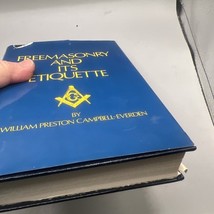 FREEMASONRY
AND
ITS
ETIQUETTE
G
BY
WILLIAM PRESTON CAMPBELL-EVERDEN